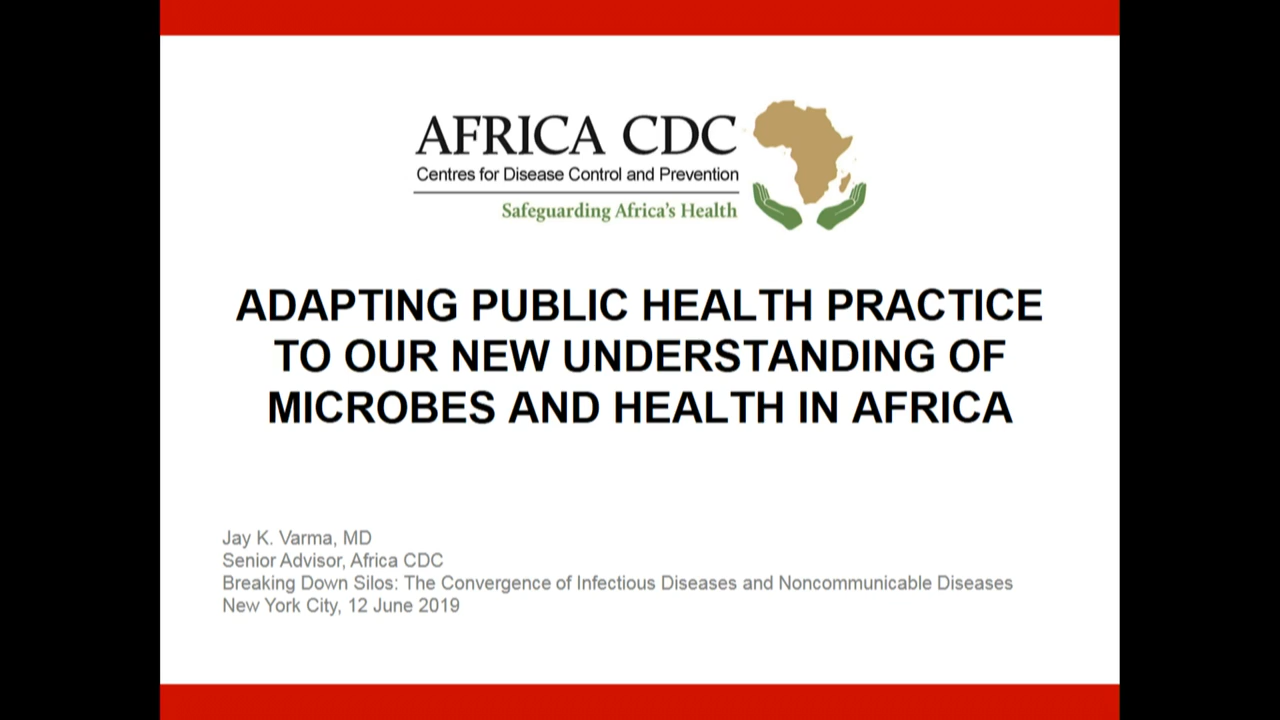 AFRICA CDC
Centres for Disease Control and Prevention
Safeguarding Africa's Health
ADAPTING PUBLIC HEALTH PRACTICE
TO OUR NEW UNDERSTANDING OF
MICROBES AND HEALTH IN AFRICA
Jay K. Varma, MD
Senior Advisor, Africa CDC
Breaking Down Silos: The Convergence of Infectious Diseases and Noncommunicable Diseases
New York City, 12 June 2019